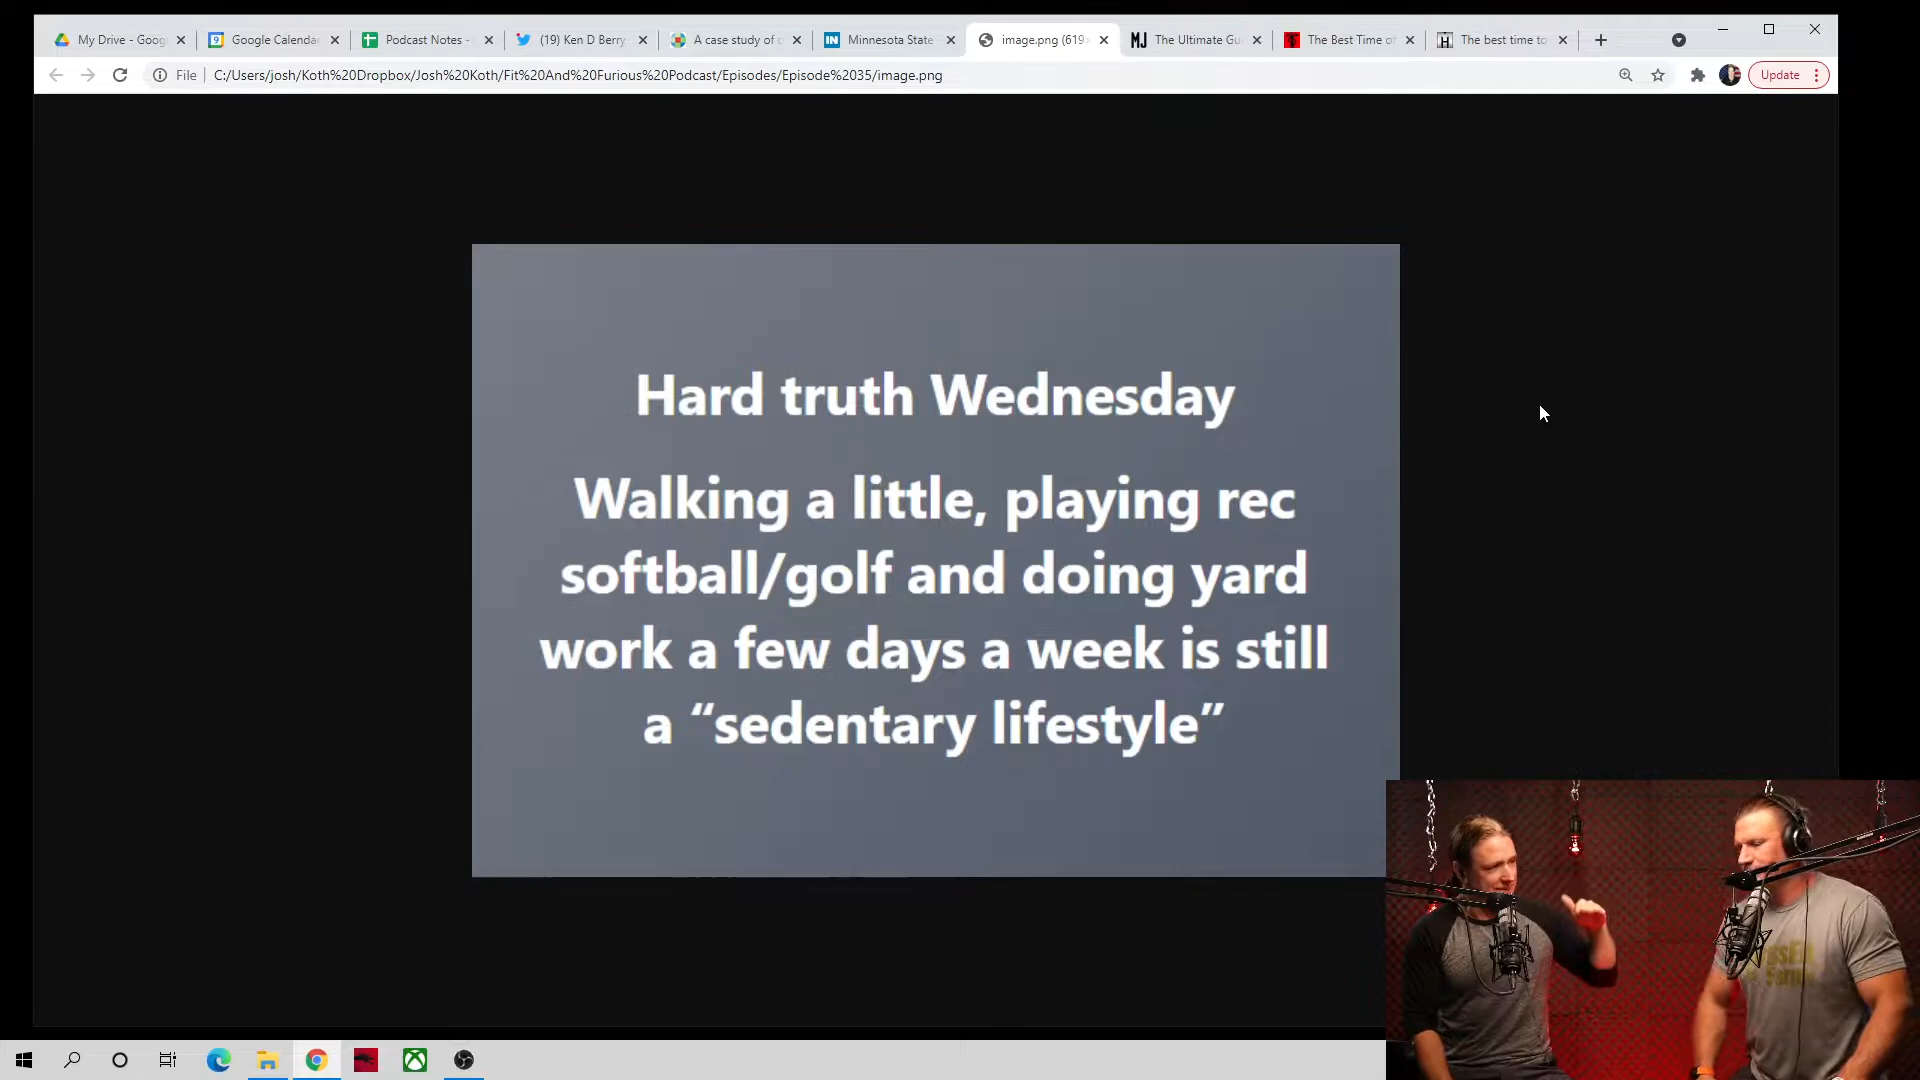 My Drive - Goog
Google Calenda
Podcast Notes -
(19) Ken D Berry
A case study of c
Minnesota State
image.png (619×
The Ultimate Gu
The Best Time of
The best time to
File
C:/Users/josh/Koth%20Dropbox/Josh%20Koth/Fit%20And%20Furious%20Podcast/Episodes/Episode%2035/image.png
Update
Hard truth Wednesday
Walking a little, playing rec
softball/golf and doing yard
work a few days a week is still
a “sedentary lifestyle”